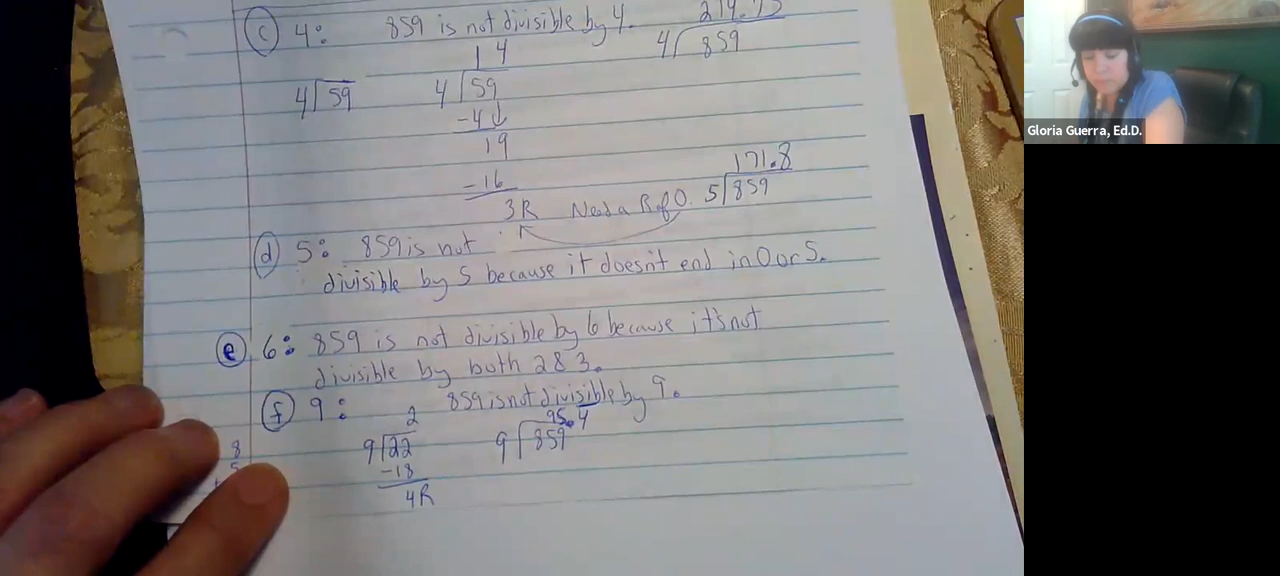 c 4: 859 is not divisible by 4. 214.75
4 859
14
4 59 4 59
-4
19
-16
171.8
3R Need a R of 0. 5 859
d 5: 859 is not
divisible by 5 because it doesn't end in 0 or 5.
e 6: 859 is not divisible by 6 because it's not
divisible by both 2 & 3.
f 9: 859 is not divisible by 9.
2 95.4
9 22 9 859
-18
4R
8
5
Gloria Guerra, Ed.D.